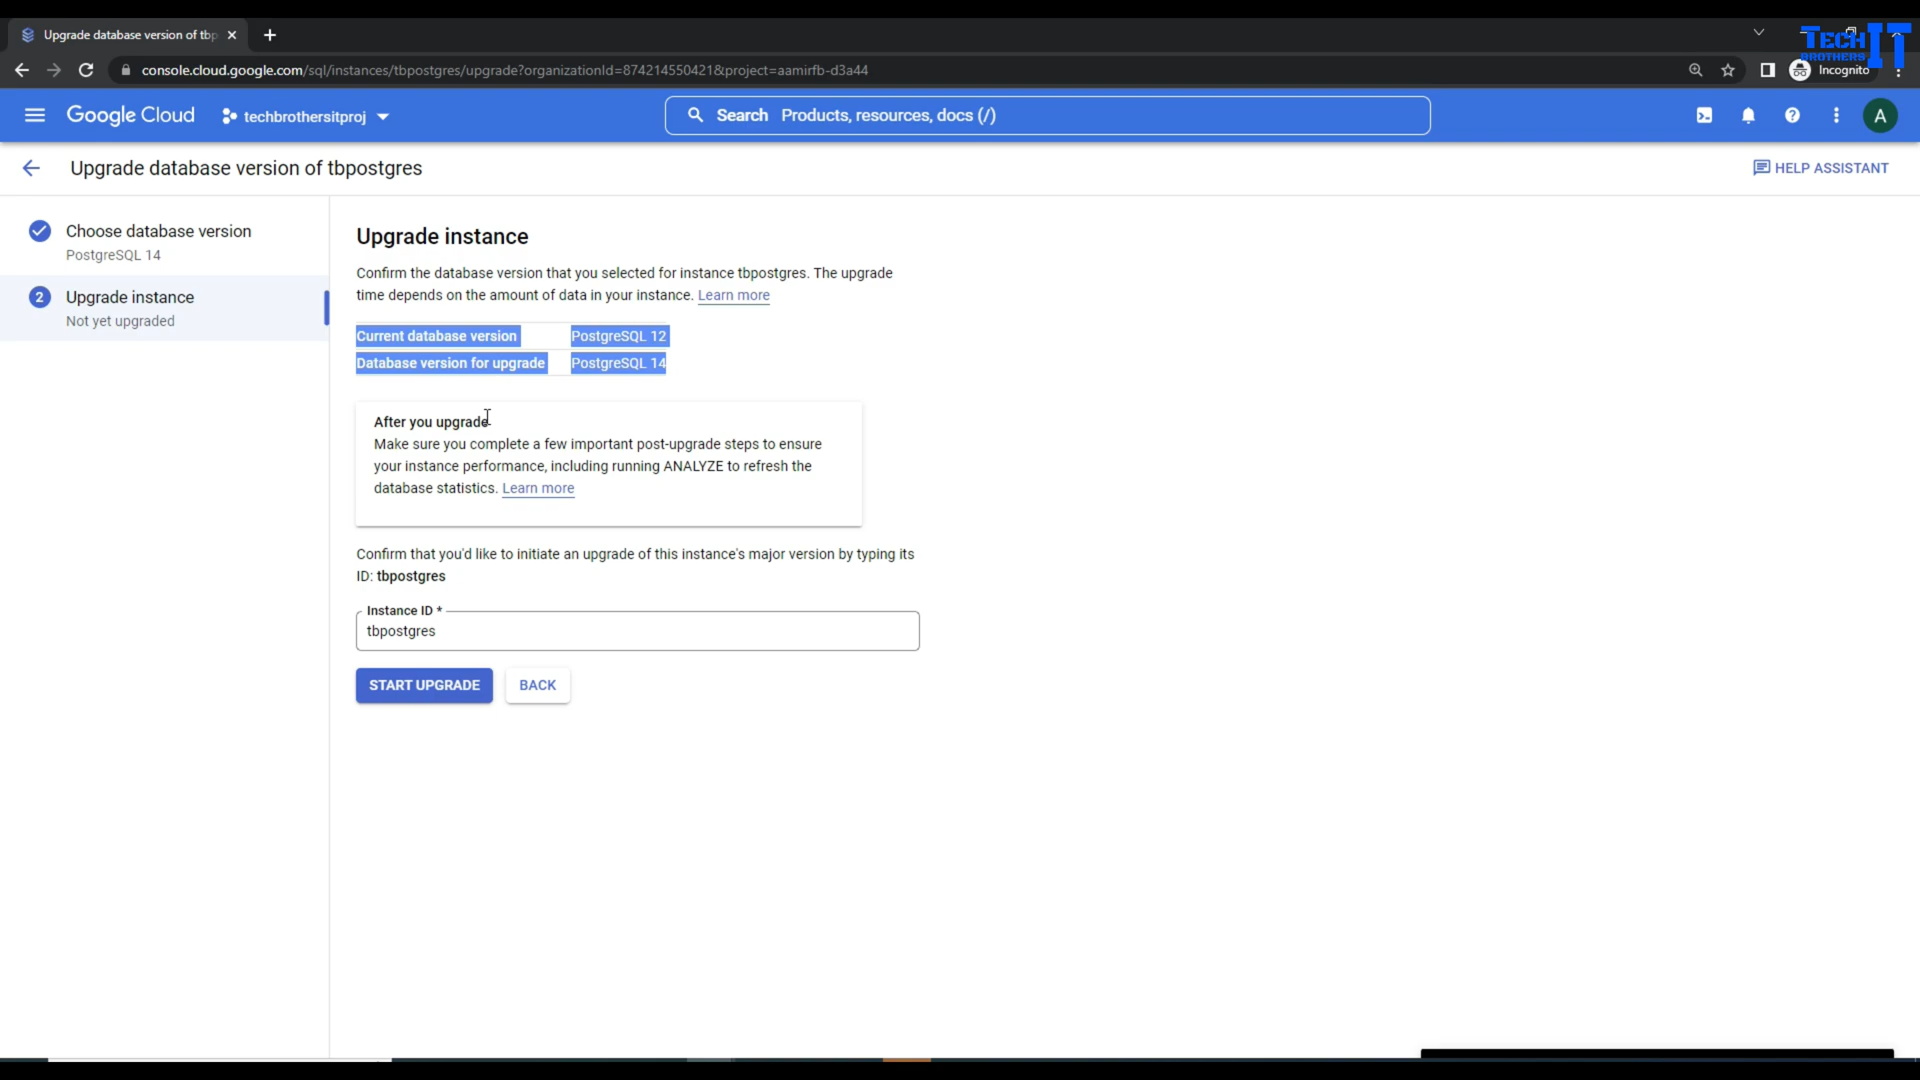 Upgrade database version of tbp
TECH IT
BROTHERS
console.cloud.google.com/sql/instances/tbpostgres/upgrade?organizationId=874214550421&project=aamirfb-d3a44
Incognito
Google Cloud
techbrothersitproj
Search Products, resources, docs (/)
A
Upgrade database version of tbpostgres
HELP ASSISTANT
Choose database version
PostgreSQL 14
2 Upgrade instance
Not yet upgraded
Upgrade instance
Confirm the database version that you selected for instance tbpostgres. The upgrade
time depends on the amount of data in your instance. Learn more
Current database version PostgreSQL 12
Database version for upgrade PostgreSQL 14
After you upgrade
Make sure you complete a few important post-upgrade steps to ensure
your instance performance, including running ANALYZE to refresh the
database statistics. Learn more
Confirm that you'd like to initiate an upgrade of this instance's major version by typing its
ID: tbpostgres
Instance ID *
tbpostgres
START UPGRADE
BACK